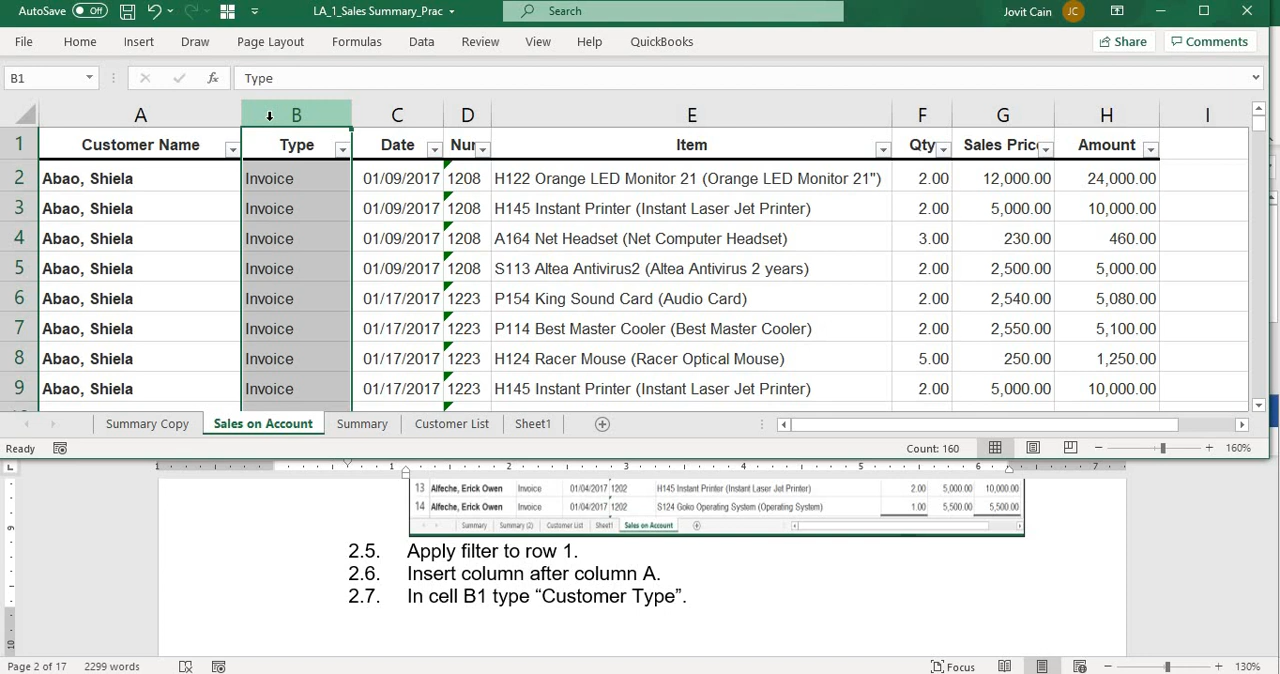 AutoSave Off LA_1_Sales Summary_Prac Search Jovit Cain JC
File Home Insert Draw Page Layout Formulas Data Review View Help QuickBooks Share Comments
B1 fx Type
A B C D E F G H I
1 Customer Name Type Date Nur Item Qty Sales Pric Amount
2 Abao, Shiela Invoice 01/09/2017 1208 H122 Orange LED Monitor 21 (Orange LED Monitor 21") 2.00 12,000.00 24,000.00
3 Abao, Shiela Invoice 01/09/2017 1208 H145 Instant Printer (Instant Laser Jet Printer) 2.00 5,000.00 10,000.00
4 Abao, Shiela Invoice 01/09/2017 1208 A164 Net Headset (Net Computer Headset) 3.00 230.00 460.00
5 Abao, Shiela Invoice 01/09/2017 1208 S113 Altea Antivirus2 (Altea Antivirus 2 years) 2.00 2,500.00 5,000.00
6 Abao, Shiela Invoice 01/17/2017 1223 P154 King Sound Card (Audio Card) 2.00 2,540.00 5,080.00
7 Abao, Shiela Invoice 01/17/2017 1223 P114 Best Master Cooler (Best Master Cooler) 2.00 2,550.00 5,100.00
8 Abao, Shiela Invoice 01/17/2017 1223 H124 Racer Mouse (Racer Optical Mouse) 5.00 250.00 1,250.00
9 Abao, Shiela Invoice 01/17/2017 1223 H145 Instant Printer (Instant Laser Jet Printer) 2.00 5,000.00 10,000.00
Summary Copy Sales on Account Summary Customer List Sheet1
Ready Count: 160 160%
1 1 2 3 4 5 6 7
13 Alfeche, Erick Owen Invoice 01/04/2017 1202 H145 Instant Printer (Instant Laser Jet Printer) 2.00 5,000.00 10,000.00
14 Alfeche, Erick Owen Invoice 01/04/2017 1202 S124 Goko Operating System (Operating System) 1.00 5,500.00 5,500.00
Summary Summary (2) Customer List Sheet1 Sales on Account
2.5. Apply filter to row 1.
2.6. Insert column after column A.
2.7. In cell B1 type “Customer Type”.
Page 2 of 17 2299 words Focus 130%